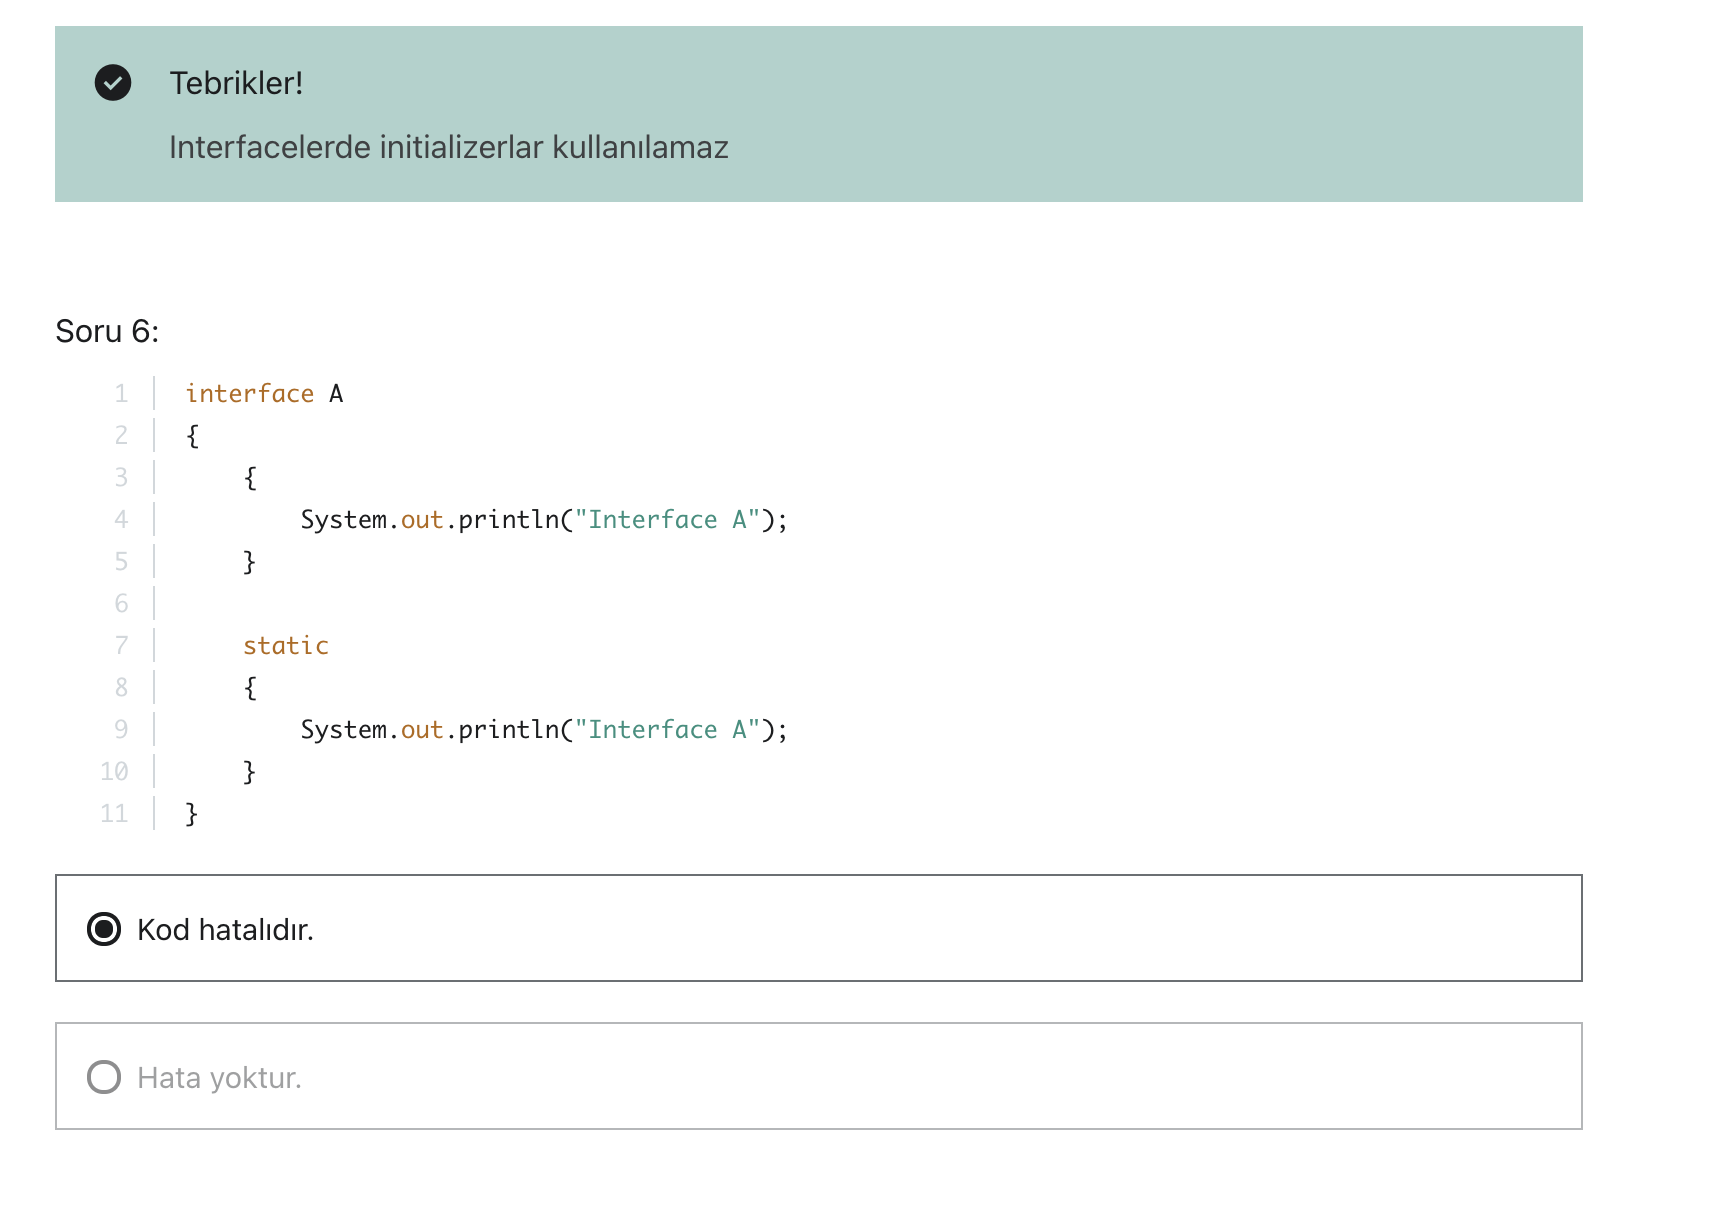 Tebrikler!
Interfacelerde initializerlar kullanılamaz
Soru 6:
1 interface A
2 {
3     {
4         System.out.println("Interface A");
5     }
6
7     static
8     {
9         System.out.println("Interface A");
10     }
11 }
Kod hatalıdır.
Hata yoktur.